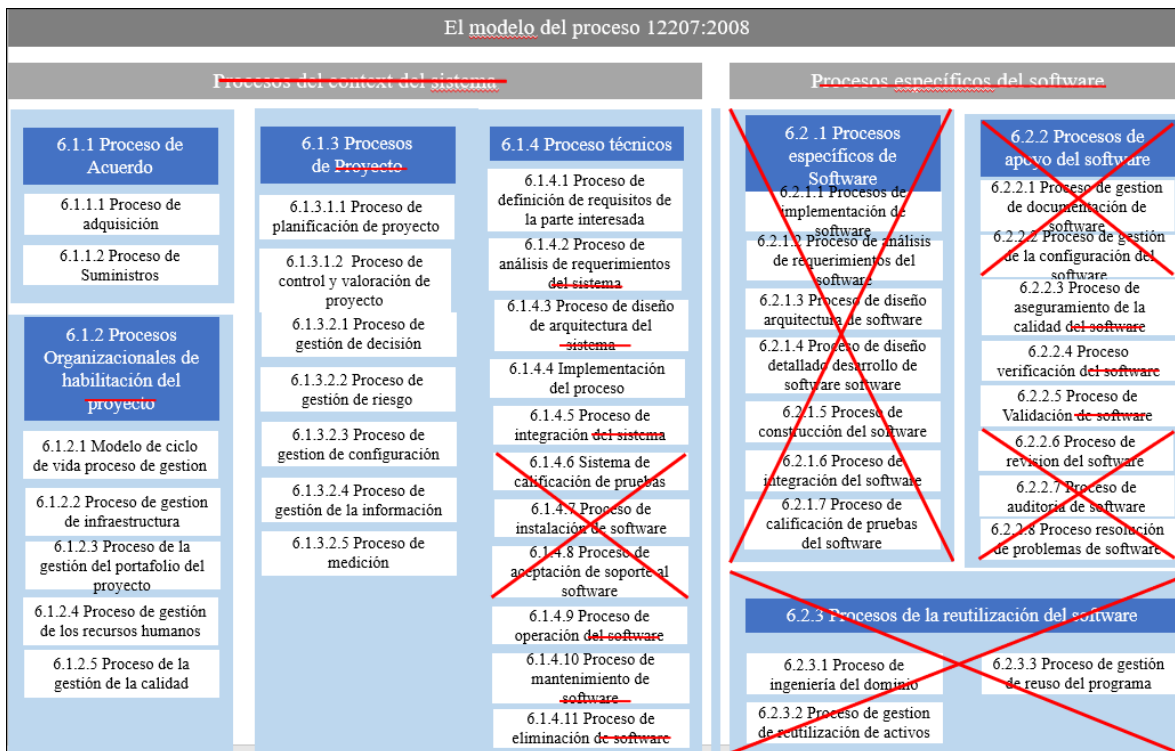 El modelo del proceso 12207:2008
Procesos del context del sistema
Procesos específicos del software
6.1.1 Proceso de
Acuerdo
6.1.1.1 Proceso de
adquisición
6.1.1.2 Proceso de
Suministros
6.1.2 Procesos
Organizacionales de
habilitación del
proyecto
6.1.2.1 Modelo de ciclo
de vida proceso de gestion
6.1.2.2 Proceso de gestion
de infraestructura
6.1.2.3 Proceso de la
gestión del portafolio del
proyecto
6.1.2.4 Proceso de gestión
de los recursos humanos
6.1.2.5 Proceso de la
gestión de la calidad
6.1.3 Procesos
de Proyecto
6.1.3.1.1 Proceso de
planificación de proyecto
6.1.3.1.2 Proceso de
control y valoración de
proyecto
6.1.3.2.1 Proceso de
gestión de decisión
6.1.3.2.2 Proceso de
gestión de riesgo
6.1.3.2.3 Proceso de
gestion de configuración
6.1.3.2.4 Proceso de
gestión de la información
6.1.3.2.5 Proceso de
medición
6.1.4 Proceso técnicos
6.1.4.1 Proceso de
definición de requisitos de
la parte interesada
6.1.4.2 Proceso de
análisis de requerimientos
del sistema
6.1.4.3 Proceso de diseño
de arquitectura del
sistema
6.1.4.4 Implementación
del proceso
6.1.4.5 Proceso de
integración del sistema
6.1.4.6 Sistema de
calificación de pruebas
6.1.4.7 Proceso de
instalación de software
6.1.4.8 Proceso de
aceptación de soporte al
software
6.1.4.9 Proceso de
operación del software
6.1.4.10 Proceso de
mantenimiento de
software
6.1.4.11 Proceso de
eliminación de software
6.2 .1 Procesos
específicos de
Software
6.2.1.1 Procesos de
implementación de
software
6.2.1.2 Proceso de análisis
de requerimientos del
software
6.2.1.3 Proceso de diseño
arquitectura de software
6.2.1.4 Proceso de diseño
detallado desarrollo de
software software
6.2.1.5 Proceso de
construcción del software
6.2.1.6 Proceso de
integración del software
6.2.1.7 Proceso de
calificación de pruebas
del software
6.2.2 Procesos de
apoyo del software
6.2.2.1 Proceso de gestion
de documentación de
software
6.2.2.2 Proceso de gestión
de la configuración del
software
6.2.2.3 Proceso de
aseguramiento de la
calidad del software
6.2.2.4 Proceso
verificación del software
6.2.2.5 Proceso de
Validación de software
6.2.2.6 Proceso de
revision del software
6.2.2.7 Proceso de
auditoria de software
6.2.2.8 Proceso resolución
de problemas de software
6.2.3 Procesos de la reutilización del software
6.2.3.1 Proceso de
ingeniería del dominio
6.2.3.2 Proceso de gestion
de reutilización de activos
6.2.3.3 Proceso de gestión
de reuso del programa